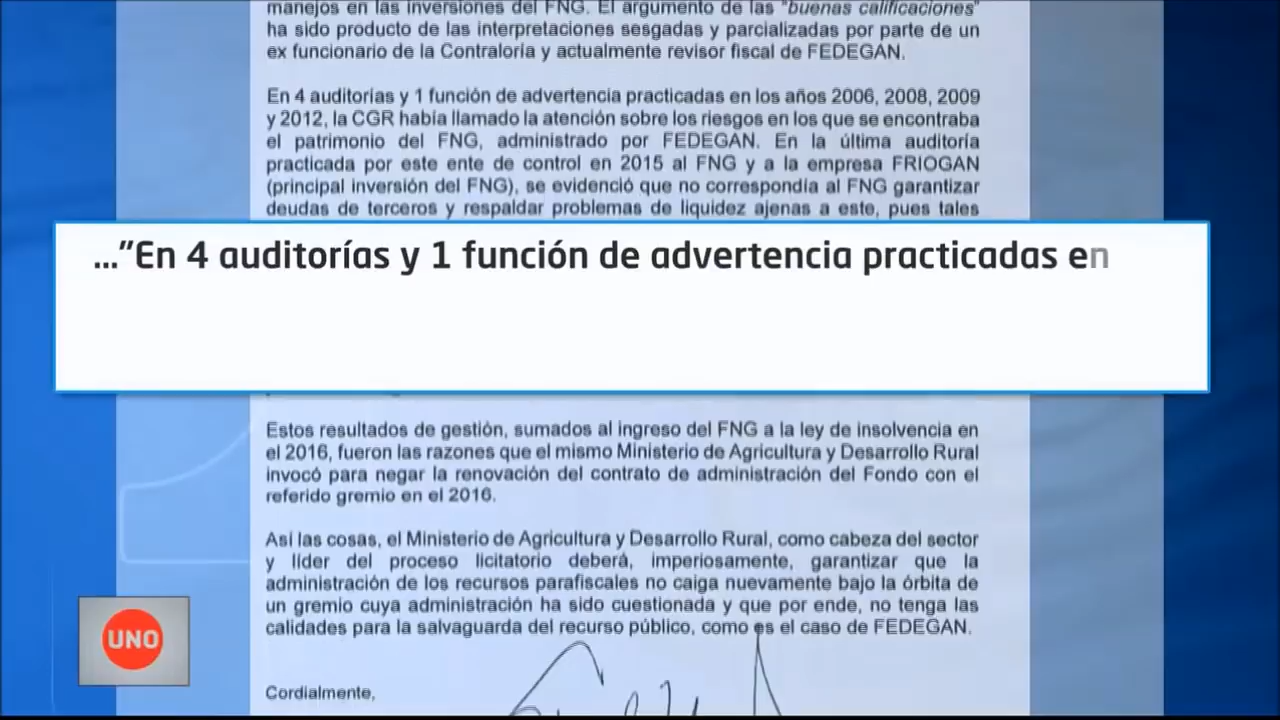 manejos en las inversiones del FNG. El argumento de las "buenas calificaciones"
ha sido producto de las interpretaciones sesgadas y parcializadas por parte de un
ex funcionario de la Contraloría y actualmente revisor fiscal de FEDEGAN.
En 4 auditorías y 1 función de advertencia practicadas en los años 2006, 2008, 2009
y 2012, la CGR había llamado la atención sobre los riesgos en los que se encontraba
el patrimonio del FNG, administrado por FEDEGAN. En la última auditoría
practicada por este ente de control en 2015 al FNG y a la empresa FRIOGAN
(principal inversión del FNG), se evidenció que no correspondía al FNG garantizar
deudas de terceros y respaldar problemas de liquidez ajenas a este, pues tales
..."En 4 auditorías y 1 función de advertencia practicadas en
Estos resultados de gestión, sumados al ingreso del FNG a la ley de insolvencia en
el 2016, fueron las razones que el mismo Ministerio de Agricultura y Desarrollo Rural
invocó para negar la renovación del contrato de administración del Fondo con el
referido gremio en el 2016.
Así las cosas, el Ministerio de Agricultura y Desarrollo Rural, como cabeza del sector
y líder del proceso licitatorio deberá, imperiosamente, garantizar que la
administración de los recursos parafiscales no caiga nuevamente bajo la órbita de
un gremio cuya administración ha sido cuestionada y que por ende, no tenga las
calidades para la salvaguarda del recurso público, como es el caso de FEDEGAN.
UNO
Cordialmente,